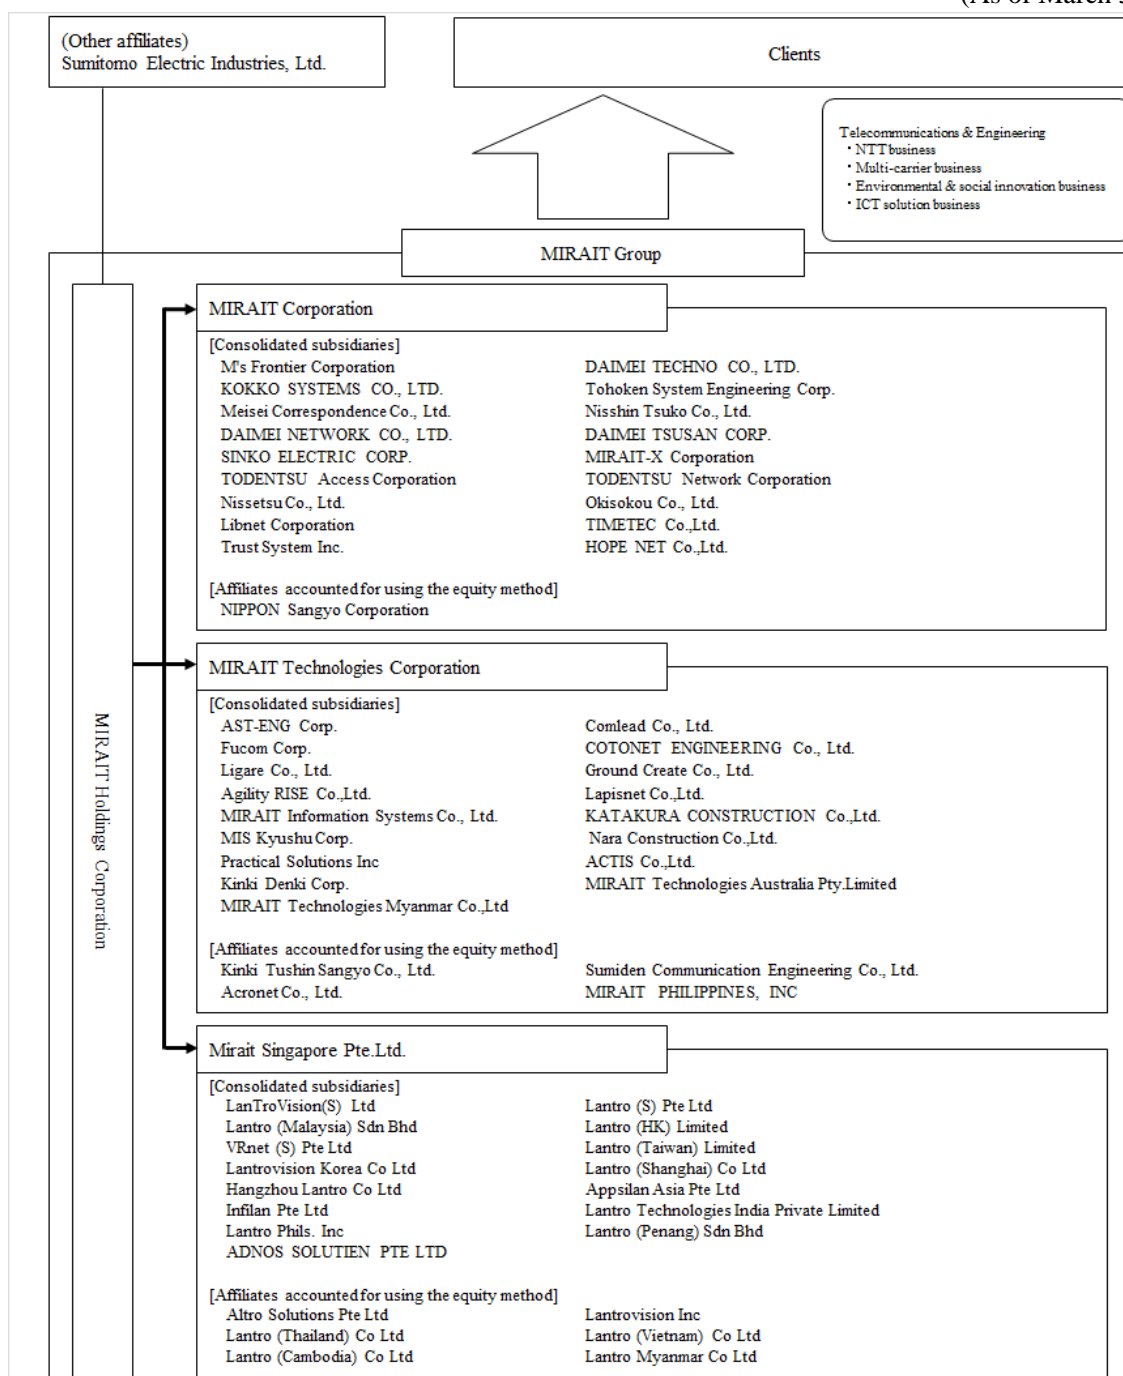 (As of March
(Other affiliates)
Sumitomo Electric Industries, Ltd.
Clients
Telecommunications & Engineering
・NTT business
・Multi-carrier business
・Environmental & social innovation business
・ICT solution business
MIRAIT Group
MIRAIT Holdings Corporation
MIRAIT Corporation
[Consolidated subsidiaries]
M's Frontier Corporation DAIMEI TECHNO CO., LTD.
KOKKO SYSTEMS CO., LTD. Tohoken System Engineering Corp.
Meisei Correspondence Co., Ltd. Nisshin Tsuko Co., Ltd.
DAIMEI NETWORK CO., LTD. DAIMEI TSUSAN CORP.
SINKO ELECTRIC CORP. MIRAIT-X Corporation
TODENTSU Access Corporation TODENTSU Network Corporation
Nissetsu Co., Ltd. Okisokou Co., Ltd.
Libnet Corporation TIMETEC Co.,Ltd.
Trust System Inc. HOPE NET Co.,Ltd.
[Affiliates accounted for using the equity method]
NIPPON Sangyo Corporation
MIRAIT Technologies Corporation
[Consolidated subsidiaries]
AST-ENG Corp. Comlead Co., Ltd.
Fucom Corp. COTONET ENGINEERING Co., Ltd.
Ligare Co., Ltd. Ground Create Co., Ltd.
Agility RISE Co.,Ltd. Lapisnet Co.,Ltd.
MIRAIT Information Systems Co., Ltd. KATAKURA CONSTRUCTION Co.,Ltd.
MIS Kyushu Corp. Nara Construction Co.,Ltd.
Practical Solutions Inc ACTIS Co.,Ltd.
Kinki Denki Corp. MIRAIT Technologies Australia Pty.Limited
MIRAIT Technologies Myanmar Co.,Ltd
[Affiliates accounted for using the equity method]
Kinki Tushin Sangyo Co., Ltd. Sumiden Communication Engineering Co., Ltd.
Acronet Co., Ltd. MIRAIT PHILIPPINES, INC
Mirait Singapore Pte.Ltd.
[Consolidated subsidiaries]
LanTroVision(S) Ltd Lantro (S) Pte Ltd
Lantro (Malaysia) Sdn Bhd Lantro (HK) Limited
VRnet (S) Pte Ltd Lantro (Taiwan) Limited
Lantrovision Korea Co Ltd Lantro (Shanghai) Co Ltd
Hangzhou Lantro Co Ltd Appsilan Asia Pte Ltd
Infilan Pte Ltd Lantro Technologies India Private Limited
Lantro Phils. Inc Lantro (Penang) Sdn Bhd
ADNOS SOLUTIEN PTE LTD
[Affiliates accounted for using the equity method]
Altro Solutions Pte Ltd Lantrovision Inc
Lantro (Thailand) Co Ltd Lantro (Vietnam) Co Ltd
Lantro (Cambodia) Co Ltd Lantro Myanmar Co Ltd